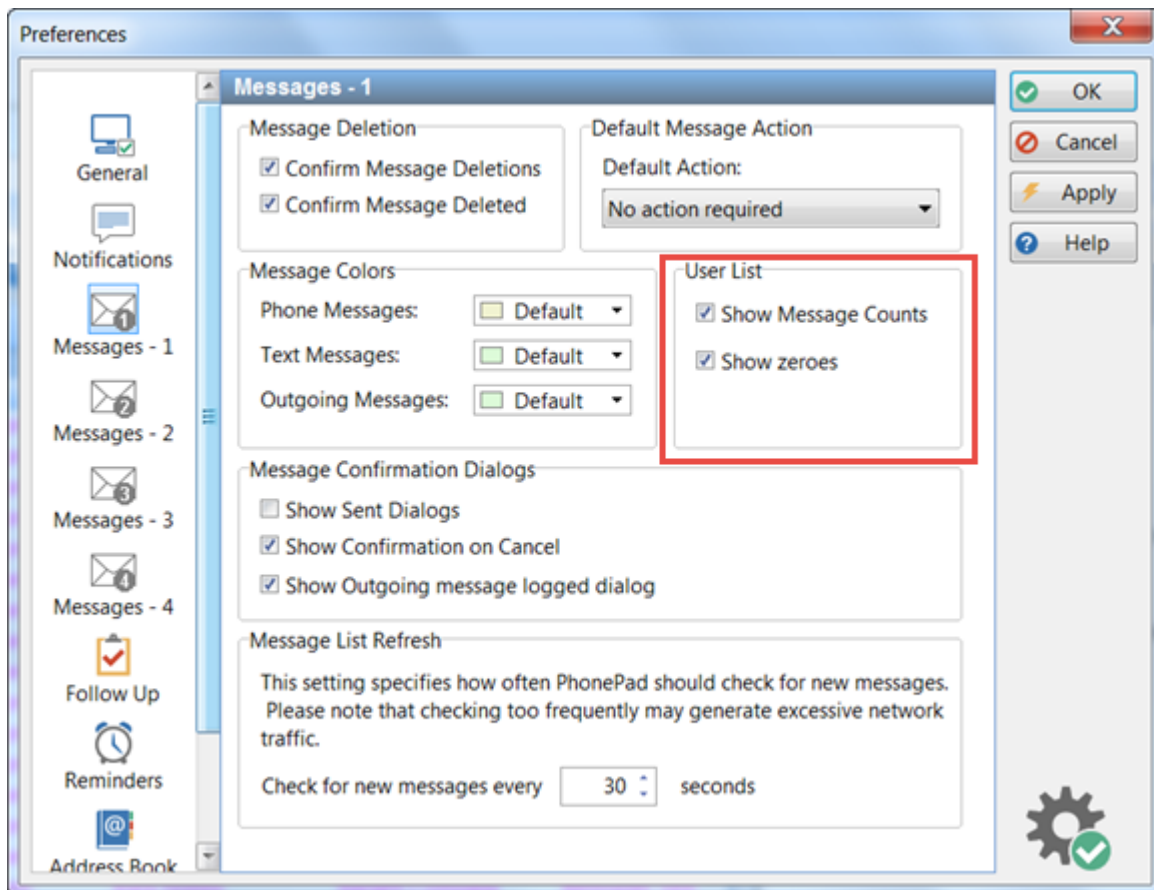 Preferences
General
Notifications
1
Messages - 1
2
Messages - 2
3
Messages - 3
4
Messages - 4
Follow Up
Reminders
@
Address Book
Messages - 1
Message Deletion
Confirm Message Deletions
Confirm Message Deleted
Default Message Action
Default Action:
No action required
Message Colors
Phone Messages: Default
Text Messages: Default
Outgoing Messages: Default
User List
Show Message Counts
Show zeroes
Message Confirmation Dialogs
Show Sent Dialogs
Show Confirmation on Cancel
Show Outgoing message logged dialog
Message List Refresh
This setting specifies how often PhonePad should check for new messages.
Please note that checking too frequently may generate excessive network
traffic.
Check for new messages every 30 seconds
OK
Cancel
Apply
? Help